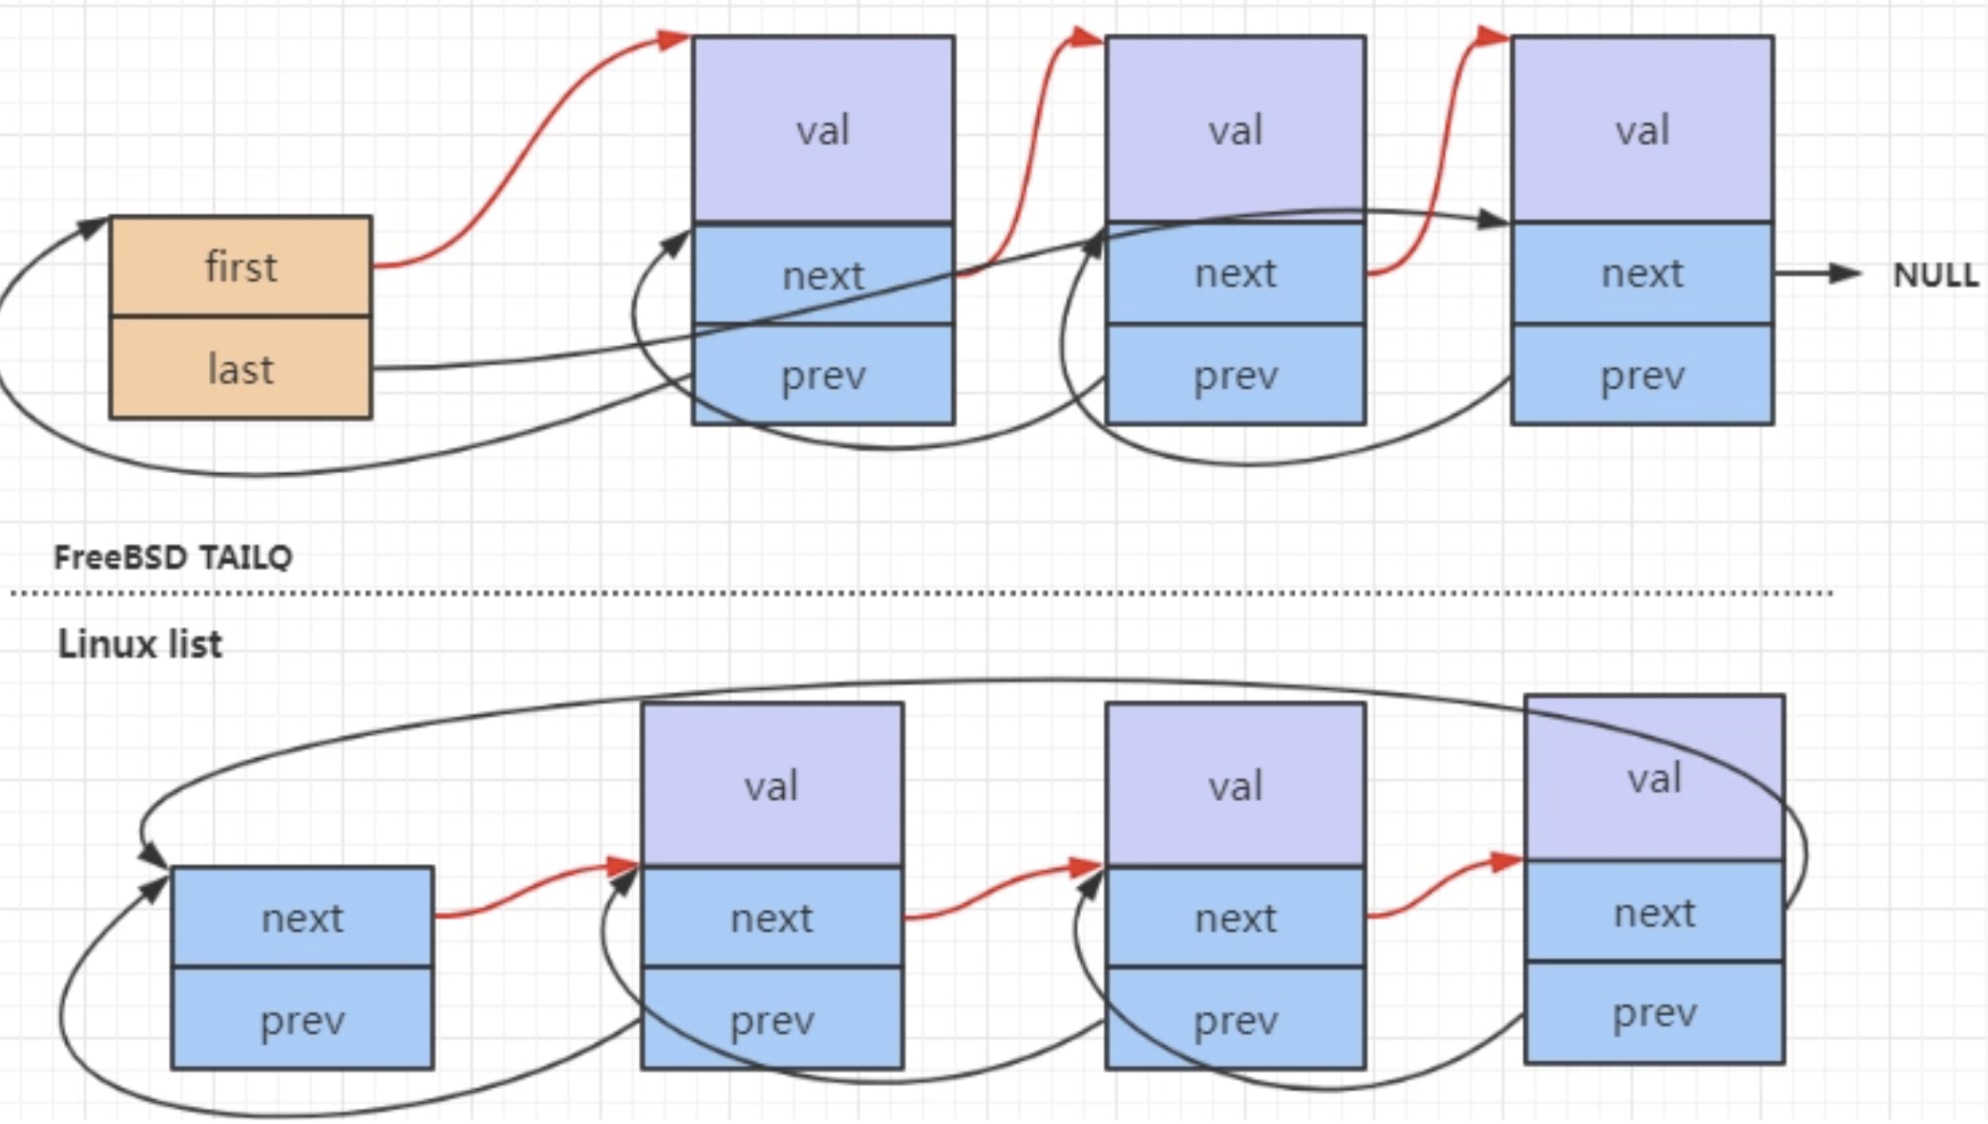 val val val
first next next next NULL
last prev prev prev
FreeBSD TAILQ
Linux list
val val val
next next next next
prev prev prev prev